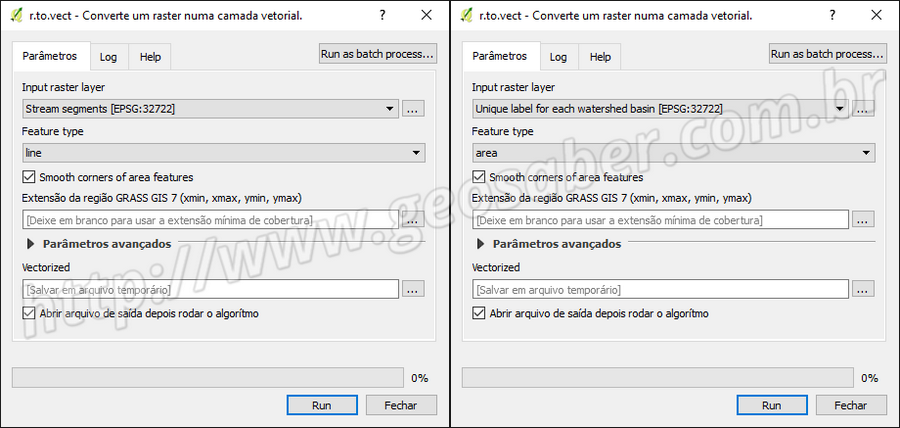 r.to.vect - Converte um raster numa camada vetorial.
?
Parâmetros
Log
Help
Run as batch process...
Input raster layer
Stream segments [EPSG:32722]
...
Feature type
line
Smooth corners of area features
Extensão da região GRASS GIS 7 (xmin, xmax, ymin, ymax)
[Deixe em branco para usar a extensão mínima de cobertura]
...
Parâmetros avançados
Vectorized
[Salvar em arquivo temporário]
...
Abrir arquivo de saída depois rodar o algorítmo
0%
Run
Fechar
r.to.vect - Converte um raster numa camada vetorial.
?
Parâmetros
Log
Help
Run as batch process...
Input raster layer
Unique label for each watershed basin [EPSG:32722]
...
Feature type
area
Smooth corners of area features
Extensão da região GRASS GIS 7 (xmin, xmax, ymin, ymax)
[Deixe em branco para usar a extensão mínima de cobertura]
...
Parâmetros avançados
Vectorized
[Salvar em arquivo temporário]
...
Abrir arquivo de saída depois rodar o algorítmo
0%
Run
Fechar
http://www.geosaber.com.br